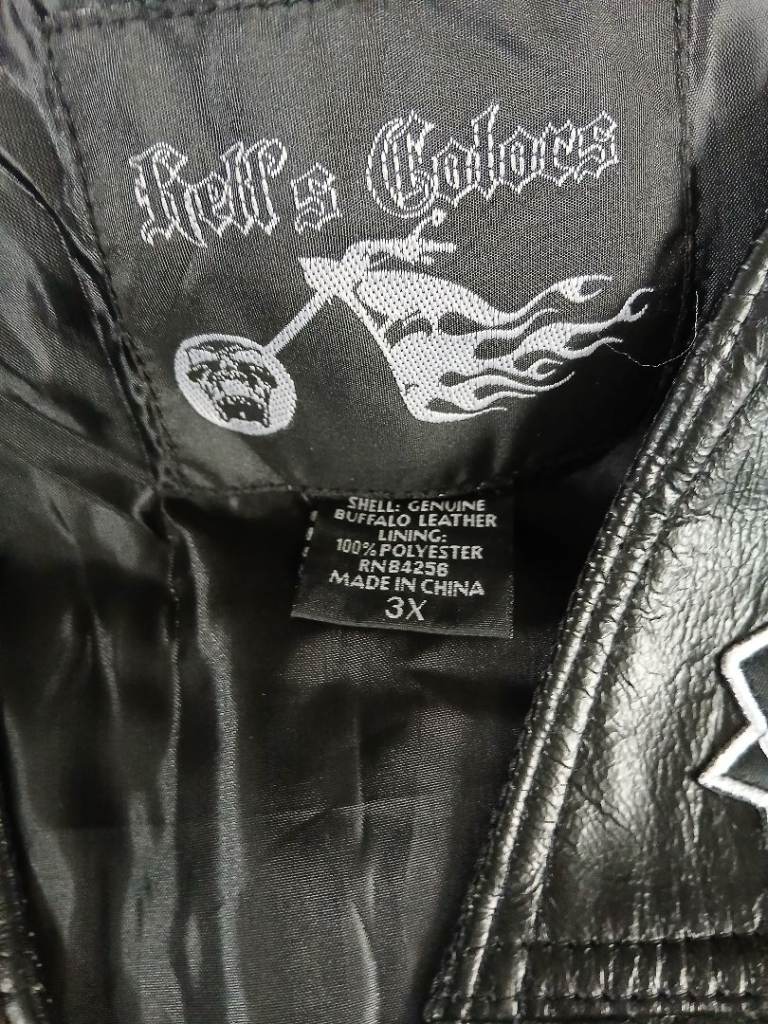 Hell's Colors
SHELL: GENUINE
BUFFALO LEATHER
LINING:
100% POLYESTER
RN84256
MADE IN CHINA
3X